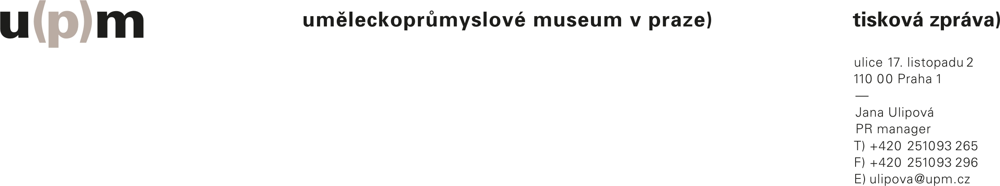 u(p)m
uměleckoprůmyslové museum v praze)
tisková zpráva)
ulice 17. listopadu 2
110 00 Praha 1
—
Jana Ulipová
PR manager
T) +420 251093 265
F) +420 251093 296
E) ulipova@upm.cz